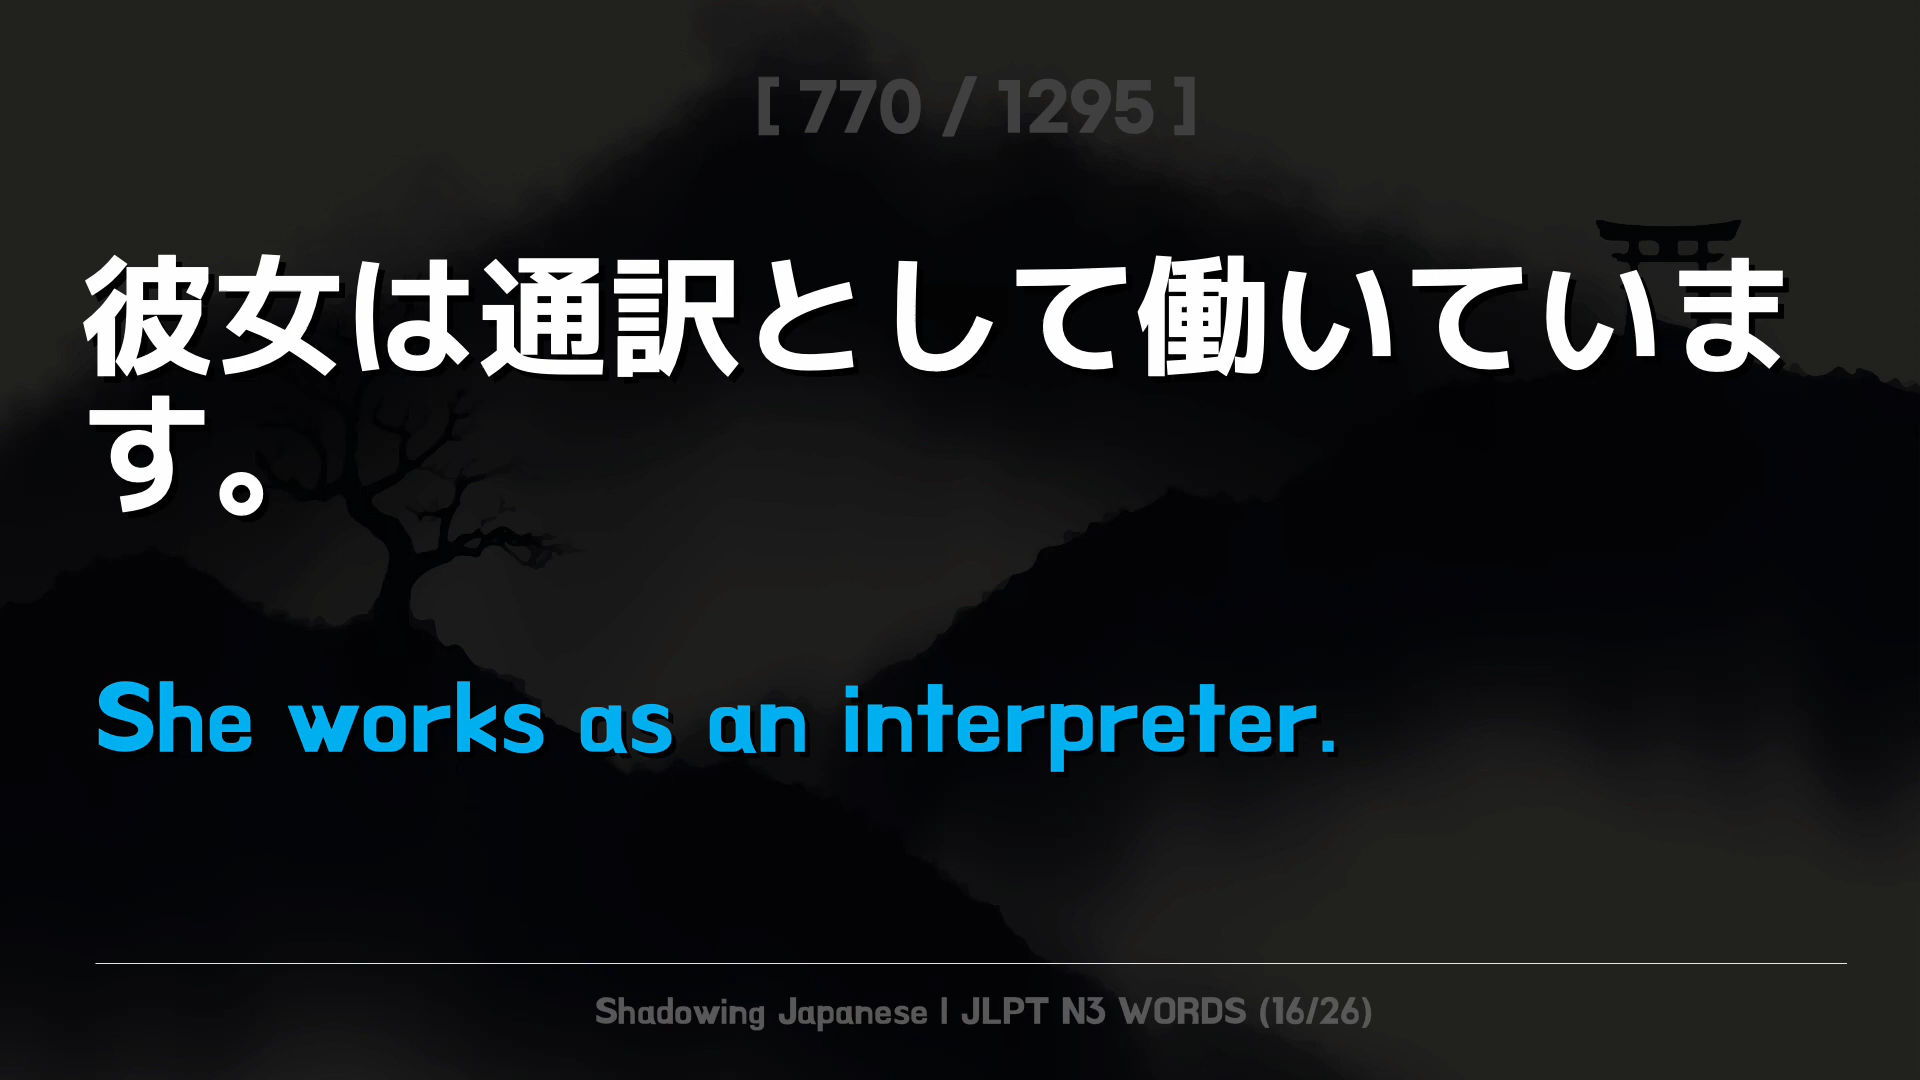 [ 770 / 1295 ]
彼女は通訳として働いていま
す。
She works as an interpreter.
Shadowing Japanese | JLPT N3 WORDS (16/26)